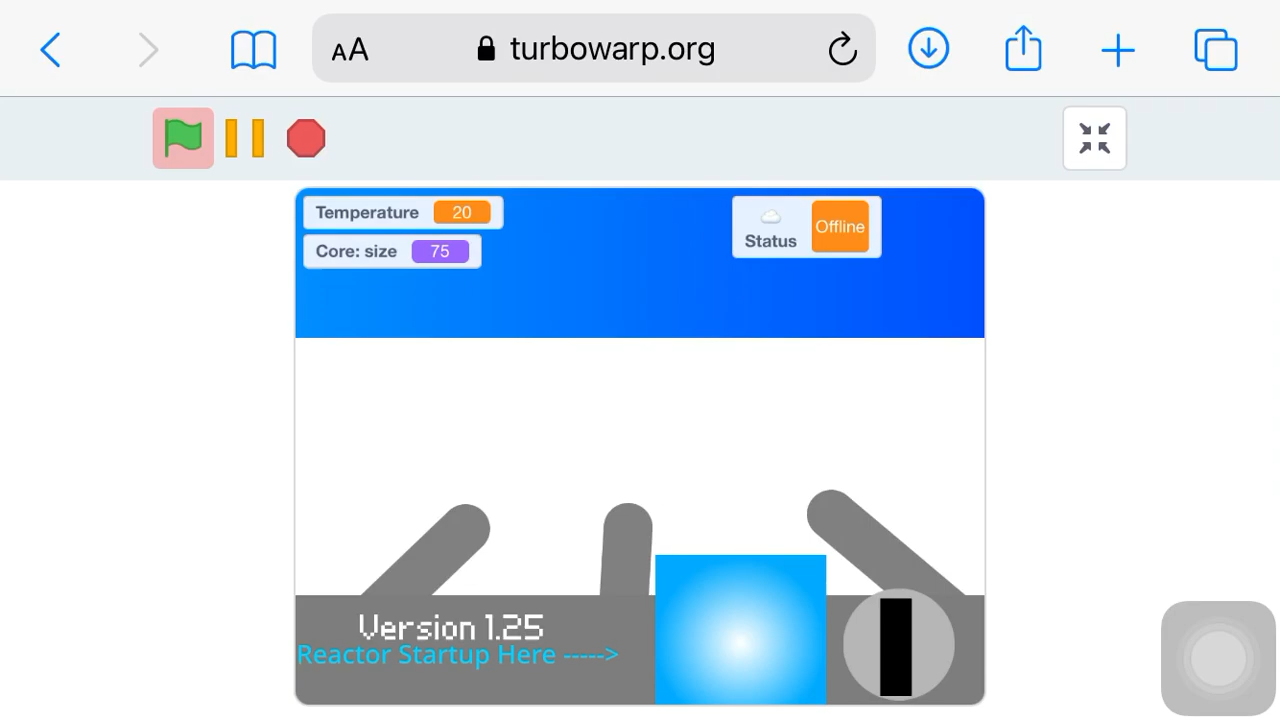 AA turbowarp.org
Temperature 20
Core: size 75
Status Offline
Version 1.25
Reactor Startup Here ----->